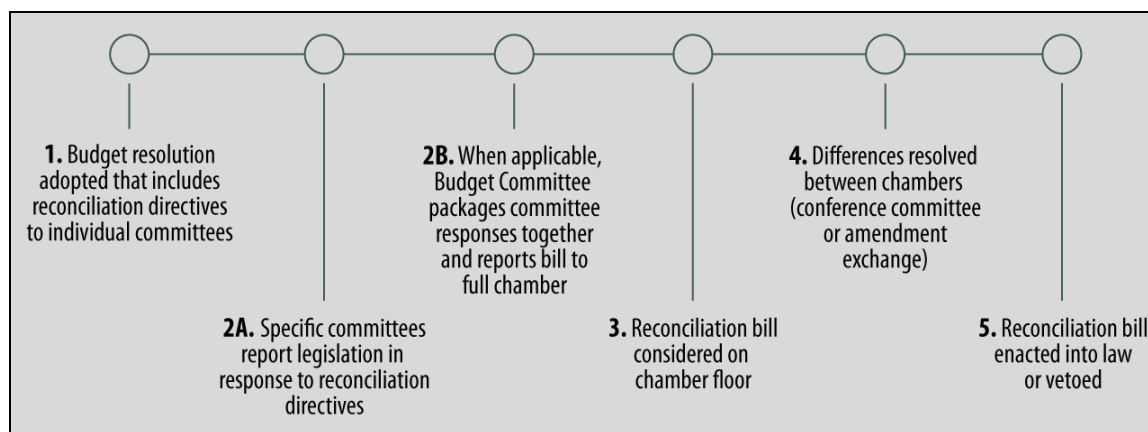 1. Budget resolution
adopted that includes
reconciliation directives
to individual committees
2A. Specific committees
report legislation in
response to reconciliation
directives
2B. When applicable,
Budget Committee
packages committee
responses together
and reports bill to
full chamber
3. Reconciliation bill
considered on
chamber floor
4. Differences resolved
between chambers
(conference committee
or amendment
exchange)
5. Reconciliation bill
enacted into law
or vetoed